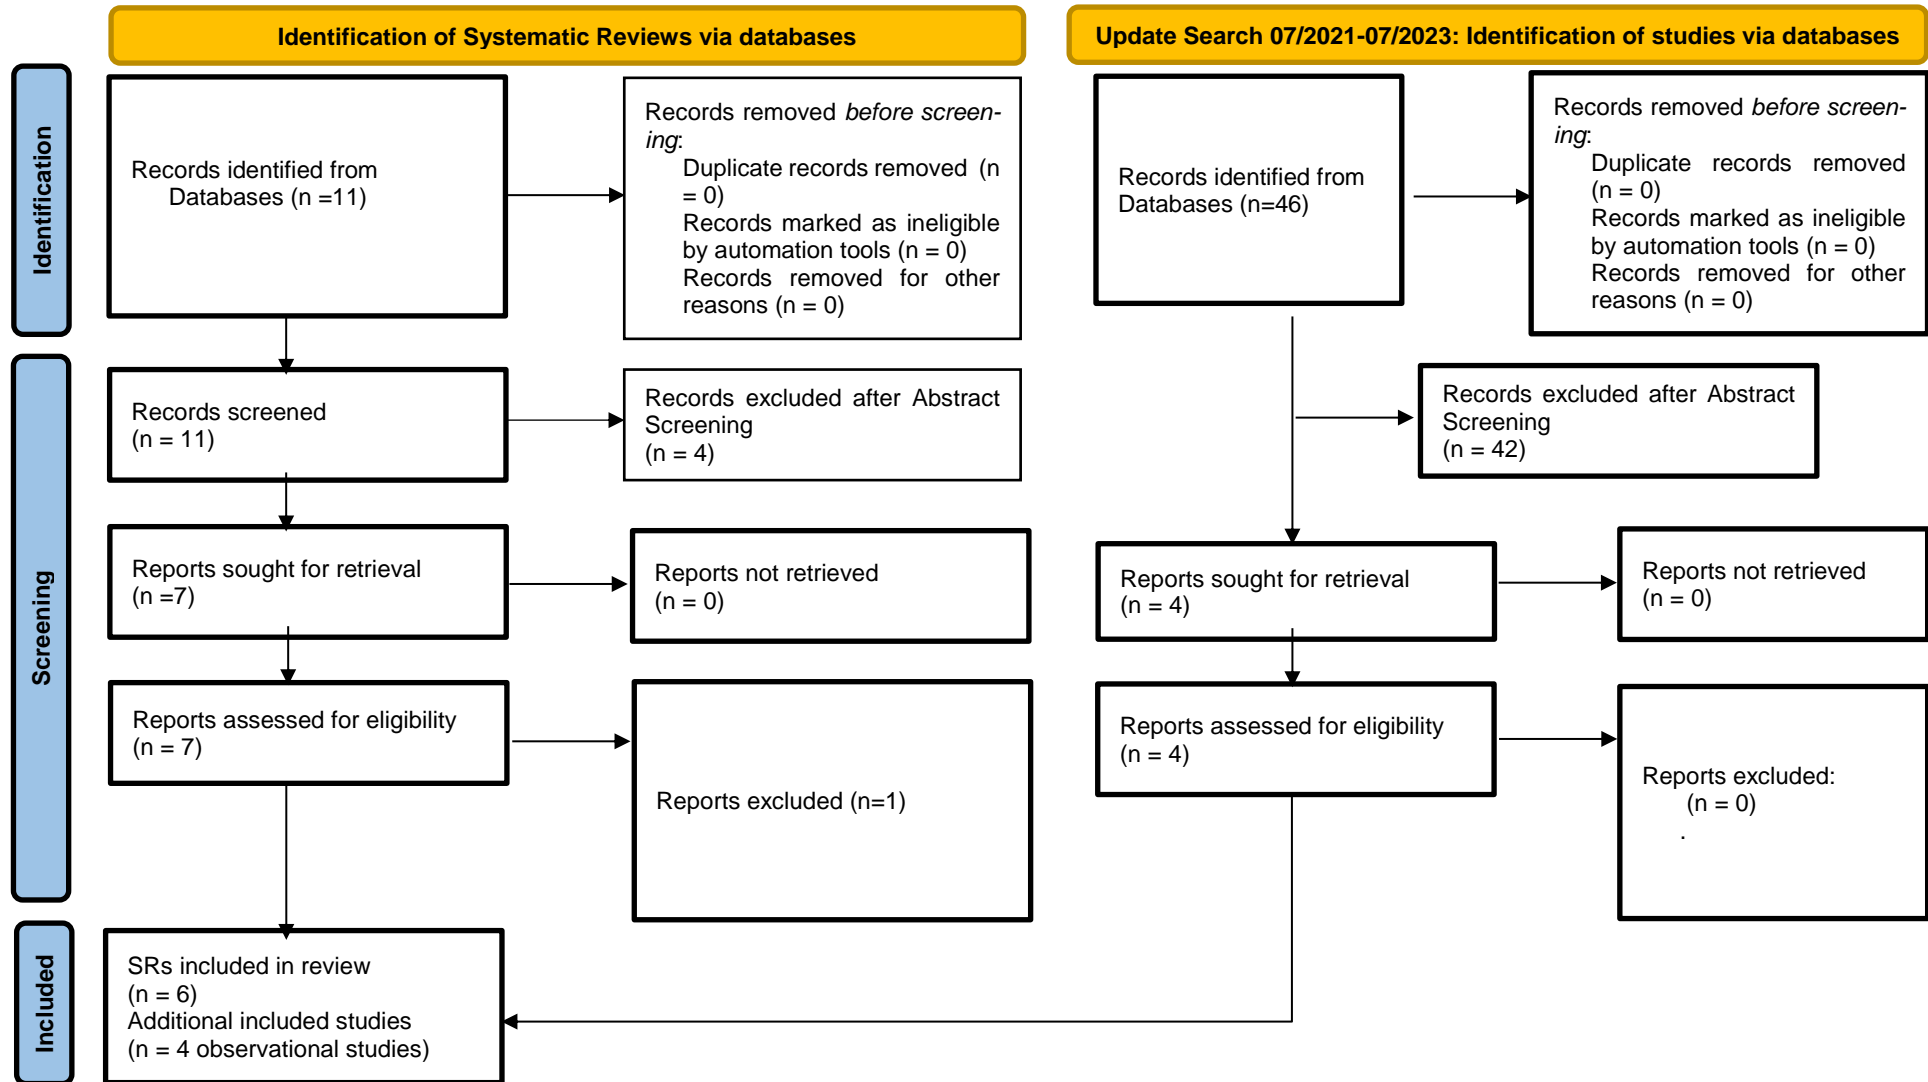 Identification of Systematic Reviews via databases
Update Search 07/2021-07/2023: Identification of studies via databases
Identification
Records identified from
Databases (n =11)
Records removed before screen-
ing:
Duplicate records removed (n
= 0)
Records marked as ineligible
by automation tools (n = 0)
Records removed for other
reasons (n = 0)
Records identified from
Databases (n=46)
Records removed before screen-
ing:
Duplicate records removed
(n = 0)
Records marked as ineligible
by automation tools (n = 0)
Records removed for other
reasons (n = 0)
Screening
Records screened
(n = 11)
Records excluded after Abstract
Screening
(n = 4)
Records excluded after Abstract
Screening
(n = 42)
Reports sought for retrieval
(n =7)
Reports not retrieved
(n = 0)
Reports sought for retrieval
(n = 4)
Reports not retrieved
(n = 0)
Reports assessed for eligibility
(n = 7)
Reports excluded (n=1)
Reports assessed for eligibility
(n = 4)
Reports excluded:
(n = 0)
.
Included
SRs included in review
(n = 6)
Additional included studies
(n = 4 observational studies)